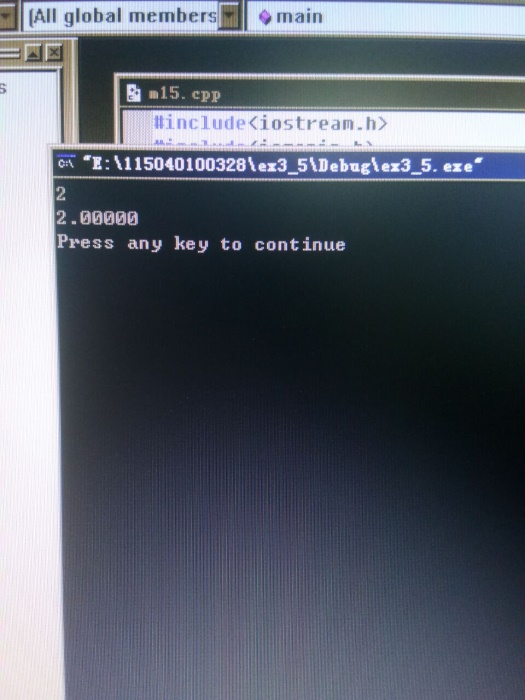 (All global members
main
s
m15.cpp
#include<iostream.h>
"E:\115040100328\ex3_5\Debug\ex3_5.exe"
2
2.00000
Press any key to continue